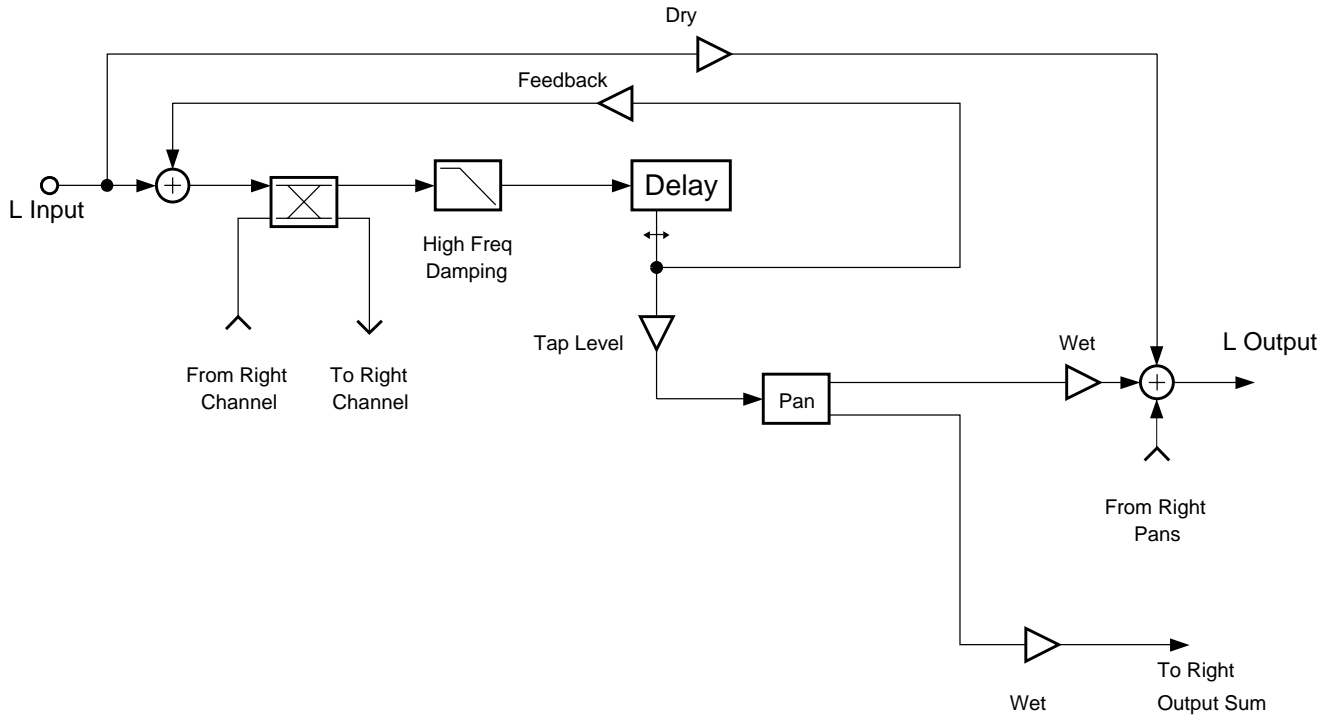 Dry
Feedback
L Input
Delay
High Freq
Damping
Tap Level
From Right
Channel
To Right
Channel
Wet
L Output
Pan
From Right
Pans
To Right
Output Sum
Wet